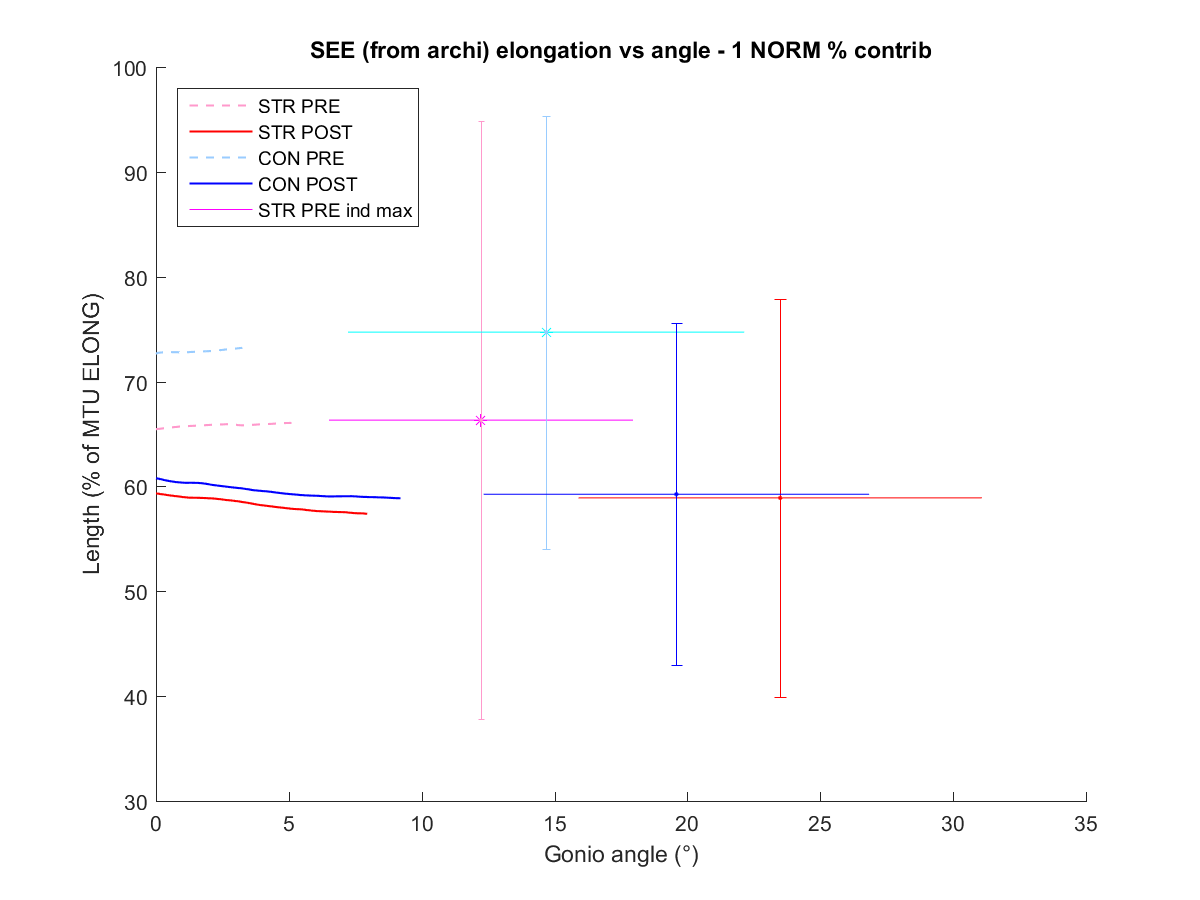 SEE (from archi) elongation vs angle - 1 NORM % contrib
100
90
80
70
60
50
40
30
Length (% of MTU ELONG)
STR PRE
STR POST
CON PRE
CON POST
STR PRE ind max
0 5 10 15 20 25 30 35
Gonio angle (°)